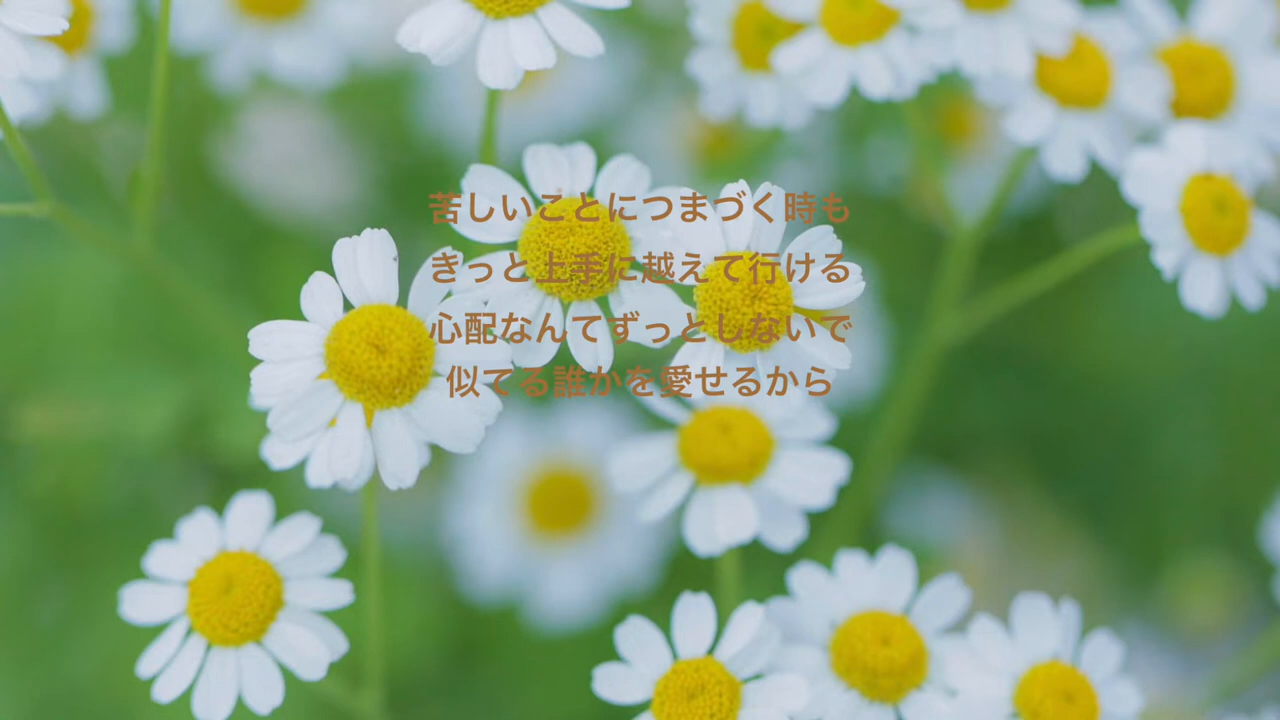 苦しいことにつまづく時も
きっと上手に越えて行ける
心配なんてずっとしないで
似てる誰かを愛せるから